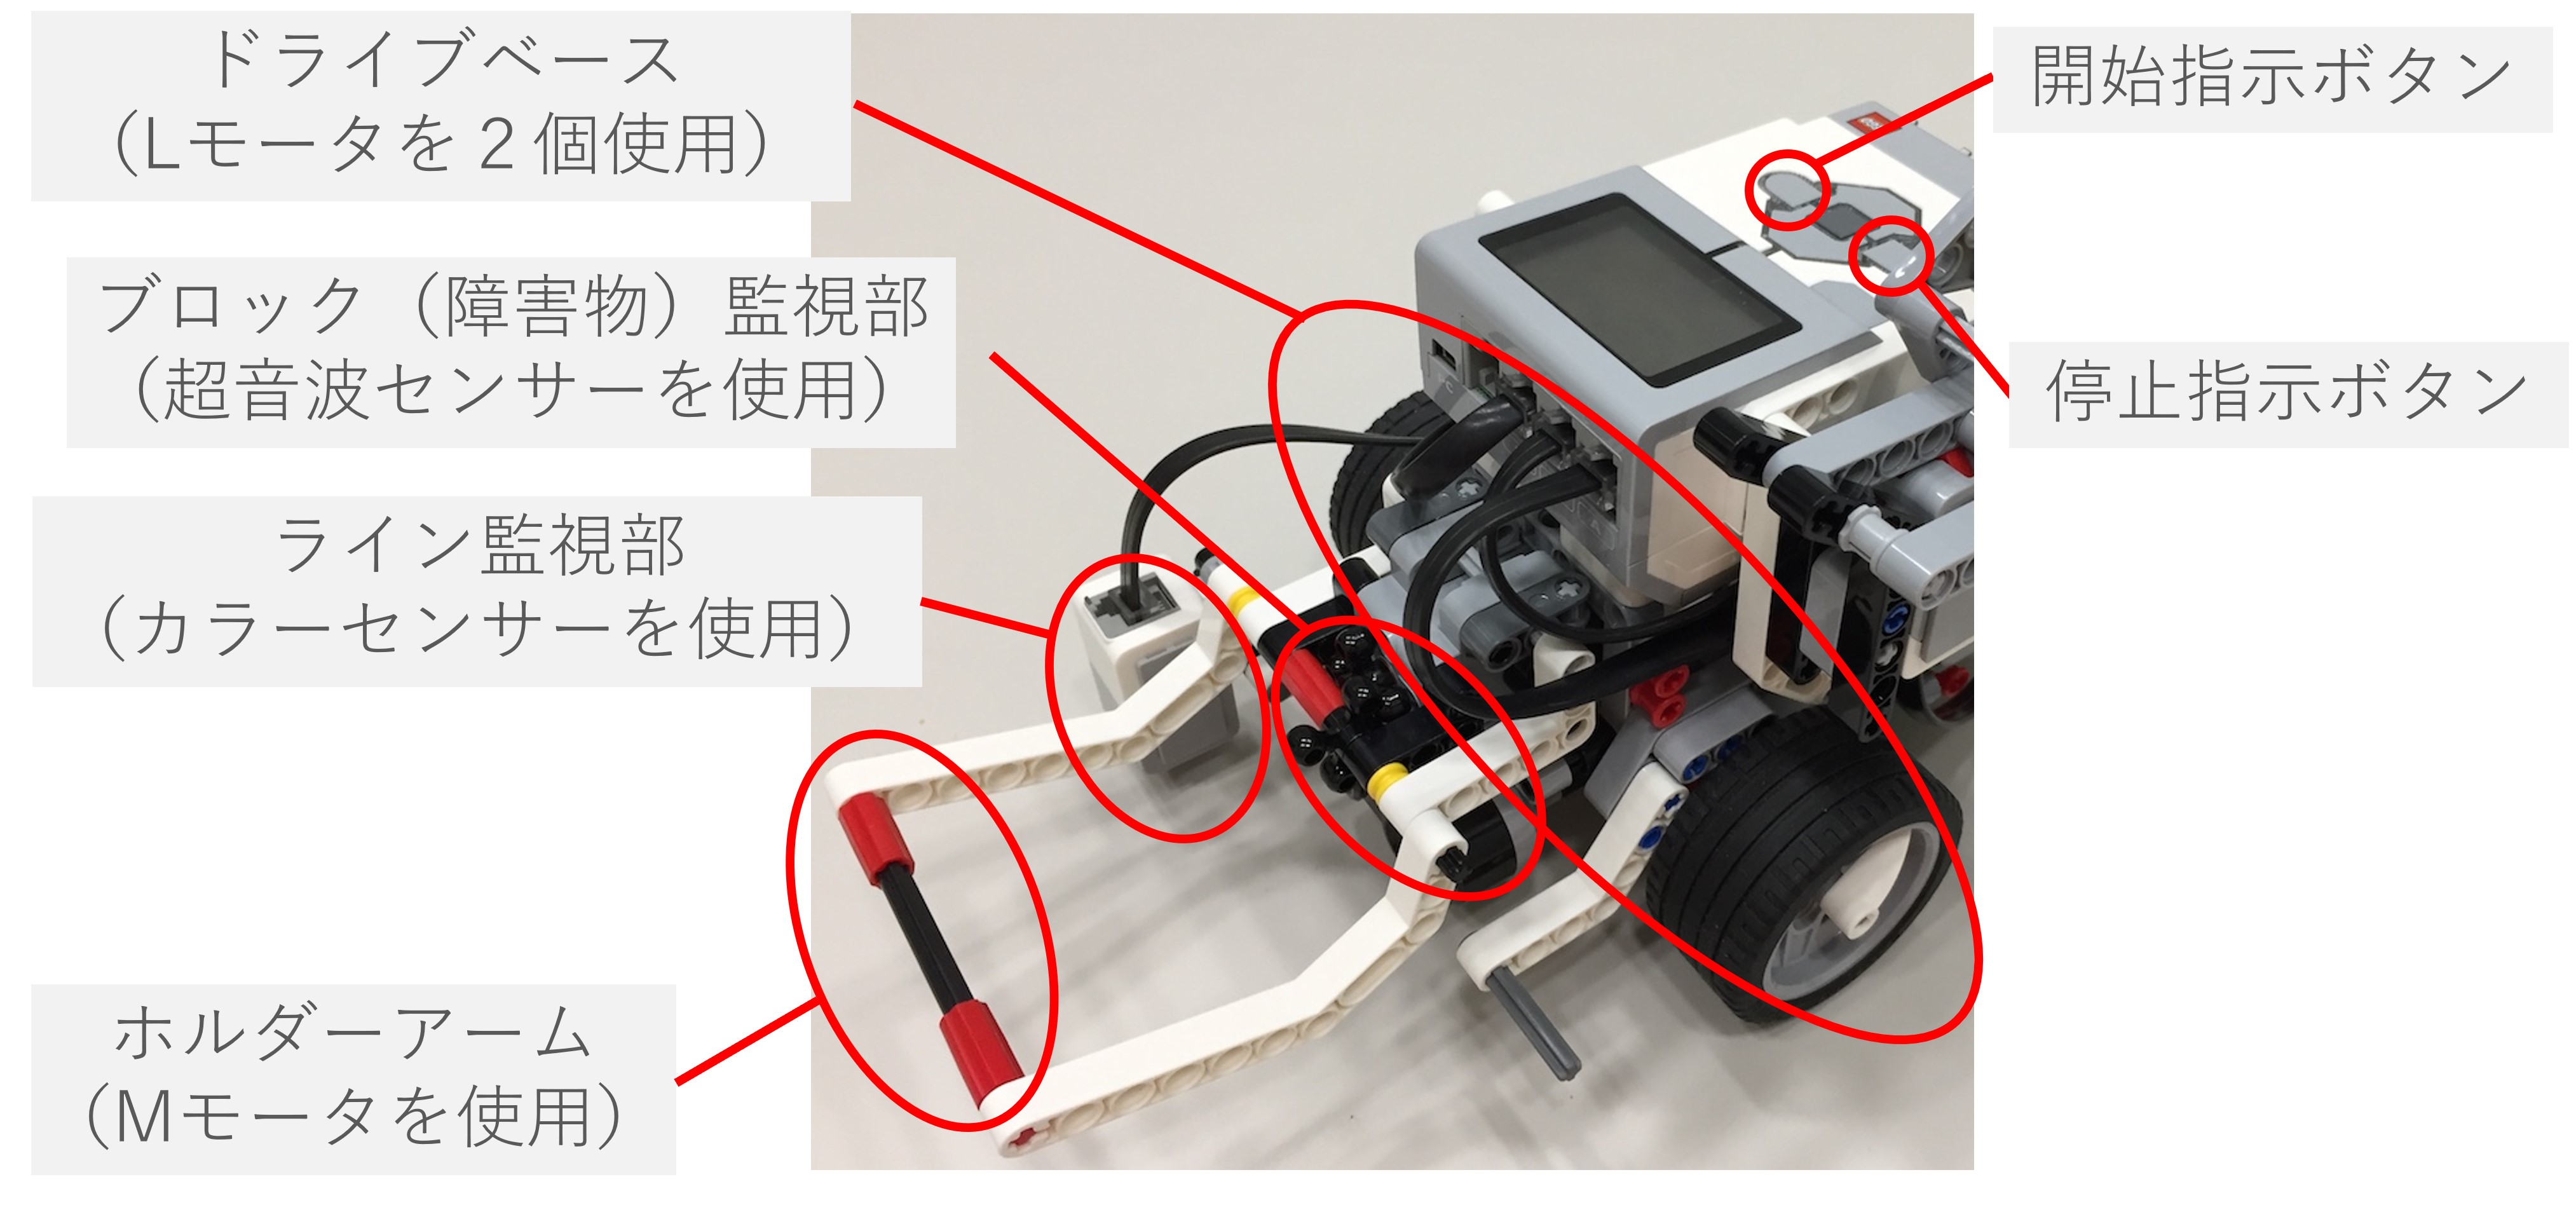 ドライブベース
（Lモータを２個使用）
ブロック（障害物）監視部
（超音波センサーを使用）
ライン監視部
（カラーセンサーを使用）
ホルダーアーム
（Mモータを使用）
開始指示ボタン
停止指示ボタン